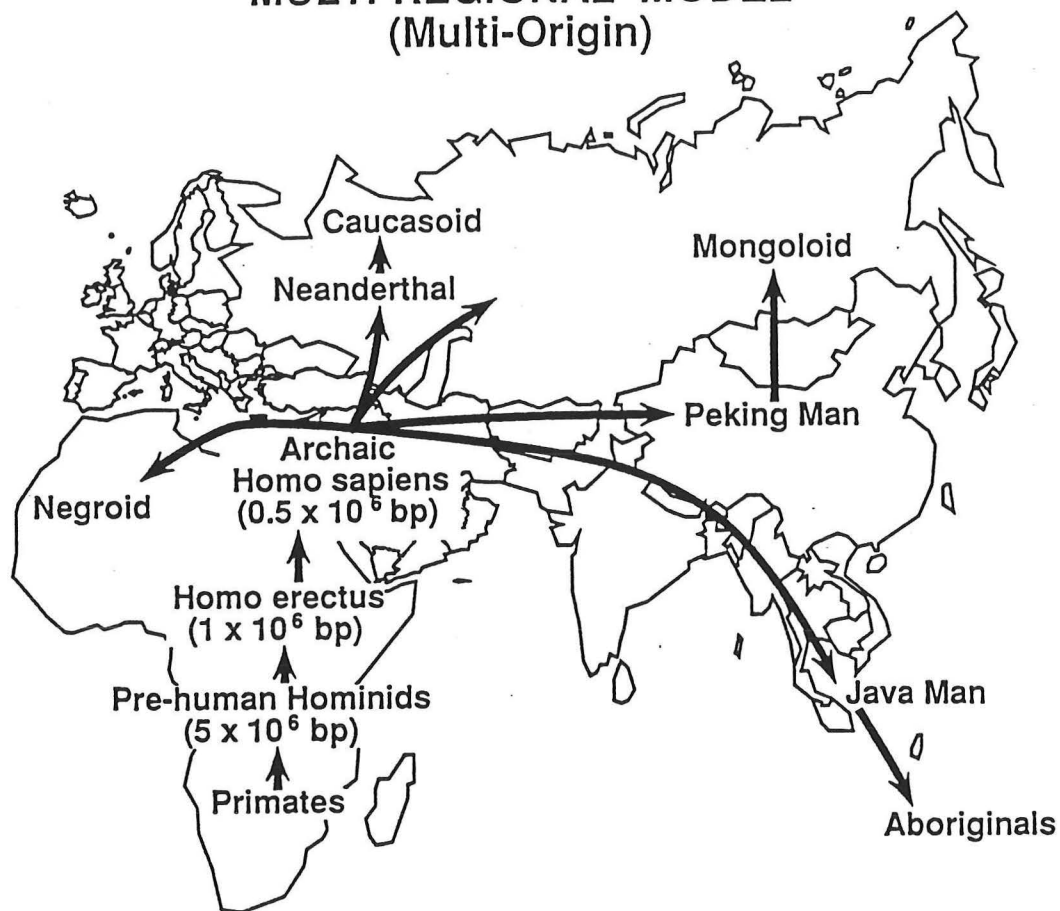 (Multi-Origin)
Caucasoid
Neanderthal
Mongoloid
Peking Man
Archaic
Homo sapiens
(0.5 x 10⁶ bp)
Negroid
Homo erectus
(1 x 10⁶ bp)
Pre-human Hominids
(5 x 10⁶ bp)
Java Man
Primates
Aboriginals